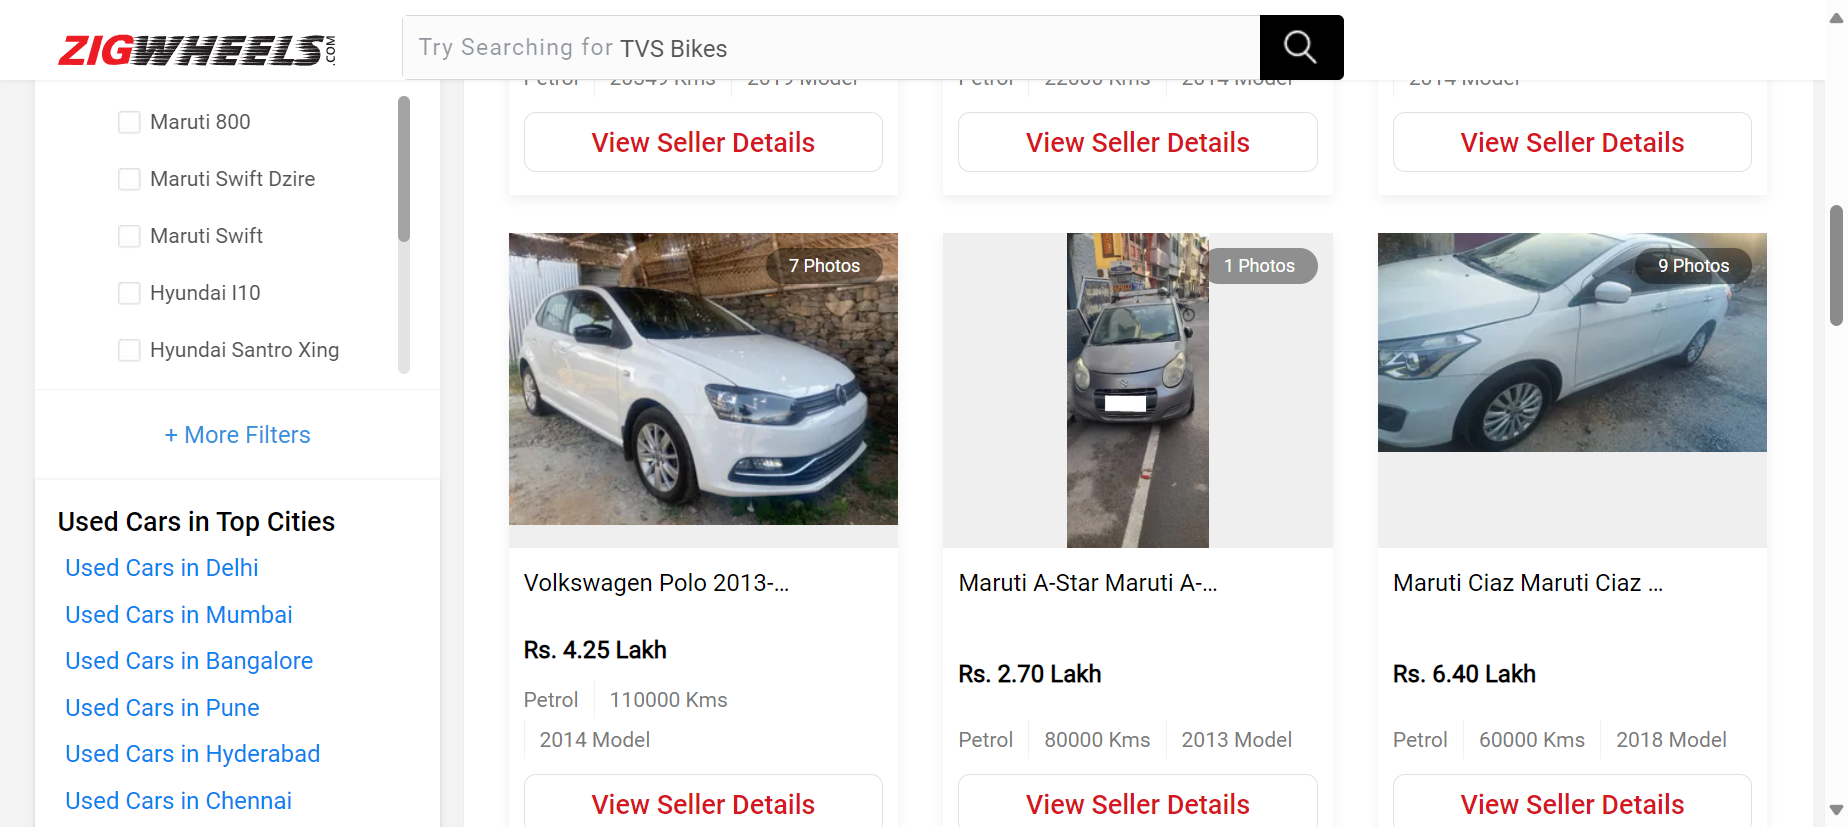 ZIGWHEELS.COM
Try Searching for TVS Bikes
Maruti 800
Maruti Swift Dzire
Maruti Swift
Hyundai I10
Hyundai Santro Xing
+ More Filters
Used Cars in Top Cities
Used Cars in Delhi
Used Cars in Mumbai
Used Cars in Bangalore
Used Cars in Pune
Used Cars in Hyderabad
Used Cars in Chennai
Petrol 20349 Kms 2019 Model
View Seller Details
Petrol 22000 Kms 2014 Model
View Seller Details
2014 Model
View Seller Details
7 Photos
Volkswagen Polo 2013-...
Rs. 4.25 Lakh
Petrol 110000 Kms
2014 Model
View Seller Details
1 Photos
Maruti A-Star Maruti A-...
Rs. 2.70 Lakh
Petrol 80000 Kms 2013 Model
View Seller Details
9 Photos
Maruti Ciaz Maruti Ciaz ...
Rs. 6.40 Lakh
Petrol 60000 Kms 2018 Model
View Seller Details